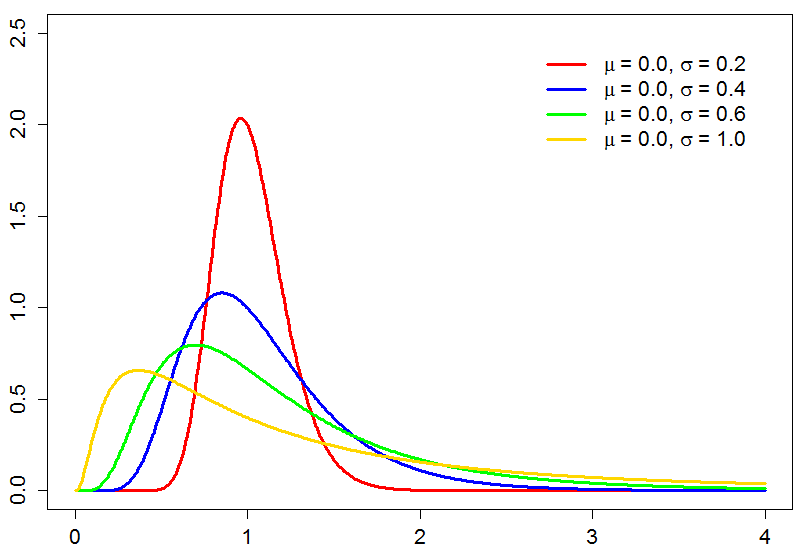 2.5
2.0
1.5
1.0
0.5
0.0
0 1 2 3 4
μ = 0.0, σ = 0.2
μ = 0.0, σ = 0.4
μ = 0.0, σ = 0.6
μ = 0.0, σ = 1.0